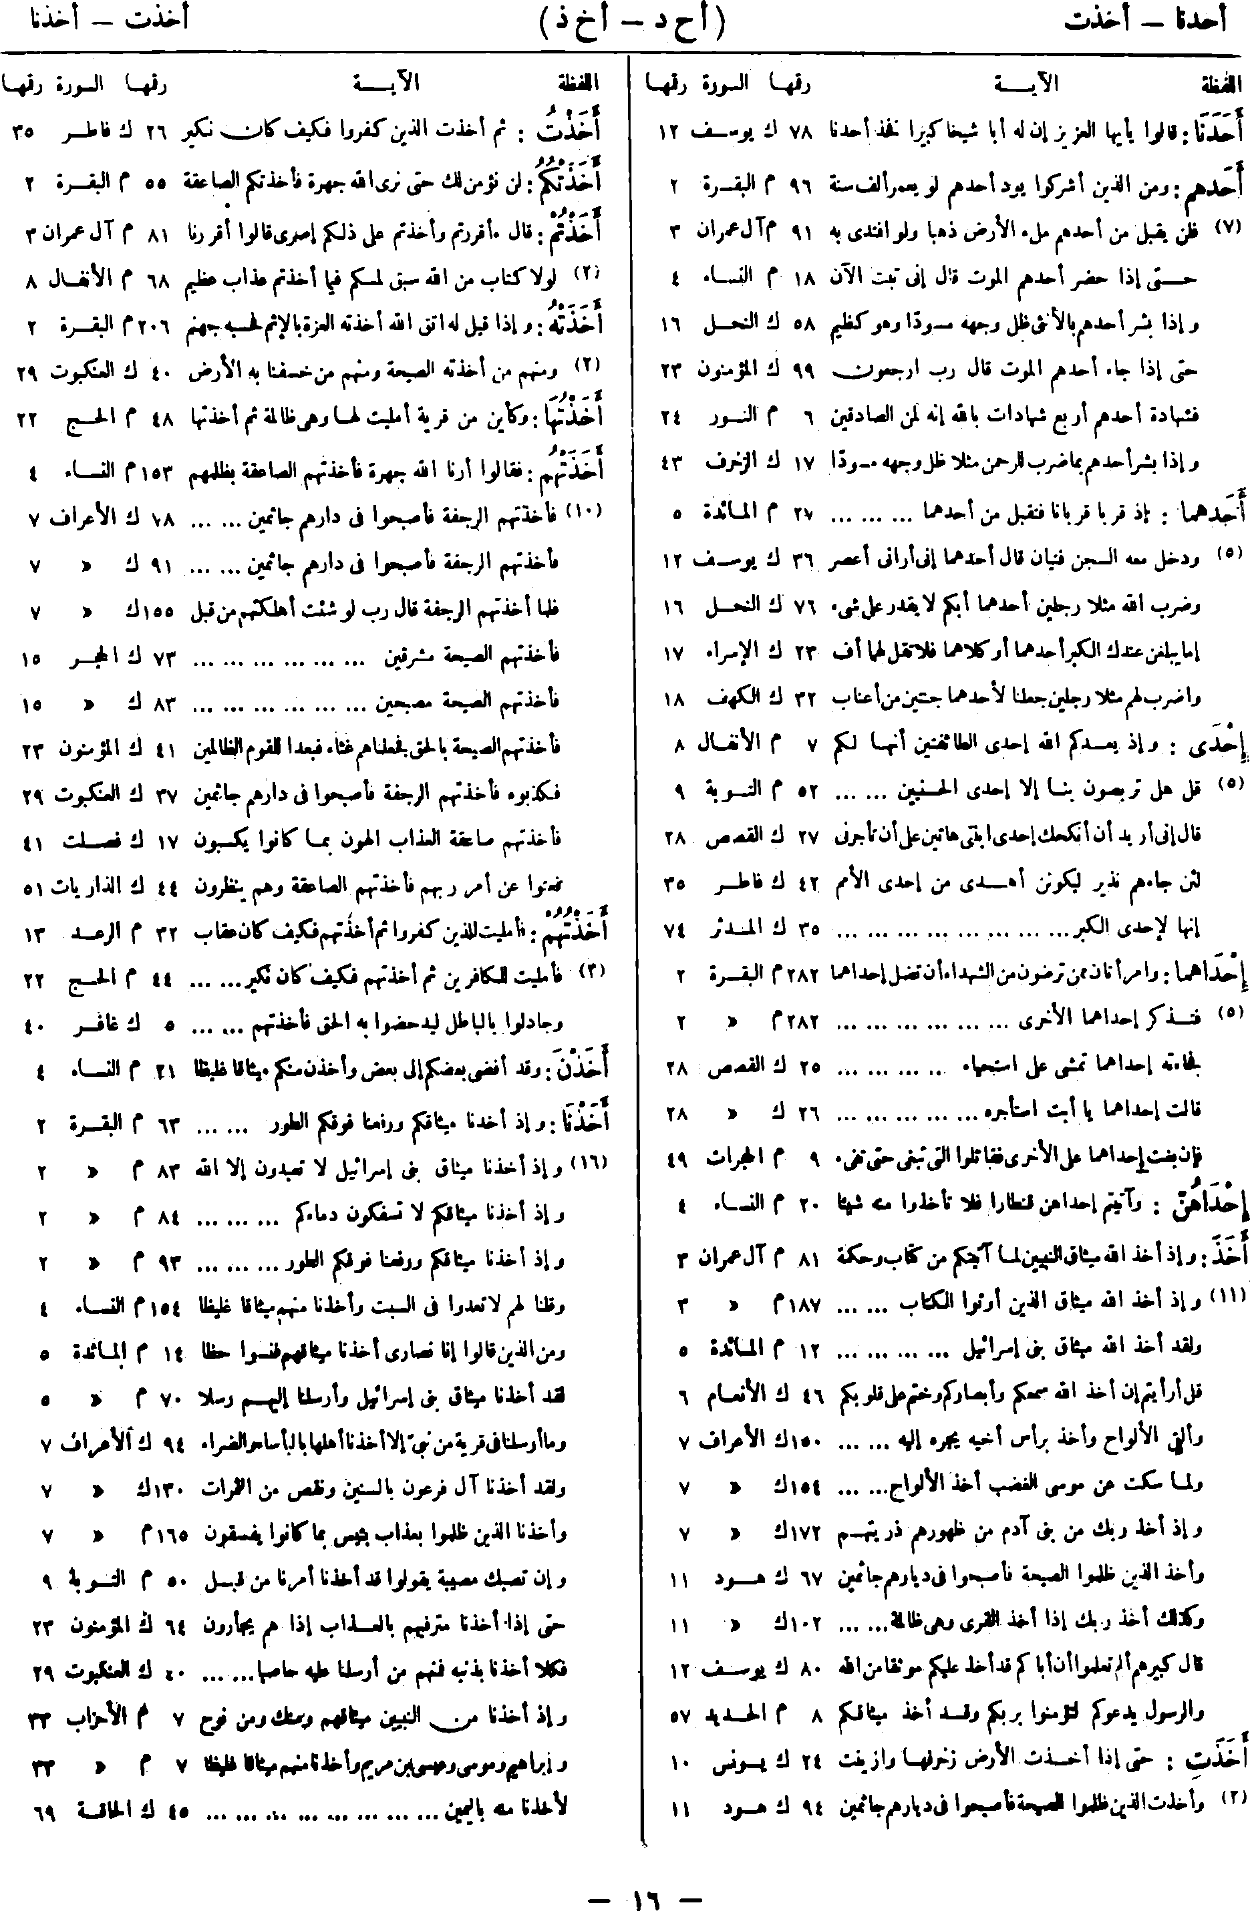 أحدنا — أخذت
( أ ح د — أ خ ذ )
أخذت — أخذنا
اللفظة الآيــــة رقمها السورة رقمها
أَحَدَنَا : قالوا يأيها العزيز إن له أبا شيخا كبيرا فخذ أحدنا ٧٨ ك يوسف ١٢
أَحَدهم : ومن الذين أشركوا يود أحدهم لو يعمر ألف سنة ٩٦ م البقرة ٢
(٧) فلن يقبل من أحدهم ملء الأرض ذهبا ولو افتدى به ٩١ م آل عمران ٣
حتى إذا حضر أحدهم الموت قال إنى تبت الآن ١٨ م النساء ٤
وإذا بشر أحدهم بالأنثى ظل وجهه مسودا وهو كظيم ٥٨ ك النحل ١٦
حتى إذا جاء أحدهم الموت قال رب ارجعون ٩٩ ك المؤمنون ٢٣
فشهادة أحدهم أربع شهادات بالله إنه لمن الصادقين ٦ م النور ٢٤
وإذا بشر أحدهم بما ضرب للرحمن مثلا ظل وجهه مسودا ١٧ ك الزخرف ٤٣
أَحَدهما : إذ قربا قربانا فتقبل من أحدهما ... ... ... ٢٧ م المائدة ٥
(٥) ودخل معه السجن فتيان قال أحدهما إنى أرانى أعصر ٣٦ ك يوسف ١٢
وضرب الله مثلا رجلين أحدهما أبكم لا يقدر على شىء ٧٦ ك النحل ١٦
إما يبلغن عندك الكبر أحدهما أو كلاهما فلا تقل لهما أف ٢٣ ك الإسراء ١٧
واضرب لهم مثلا رجلين جعلنا لأحدهما جنتين من أعناب ٣٢ ك الكهف ١٨
إِحْدَى : وإذ يعدكم الله إحدى الطائفتين أنها لكم ٧ م الأنفال ٨
(٥) قل هل تربصون بنا إلا إحدى الحسنيين ... ... ٥٢ م التوبة ٩
قال إنى أريد أن أنكحك إحدى ابنتى هاتين على أن تأجرنى ٢٧ ك القصص ٢٨
لئن جاءهم نذير ليكونن أهدى من إحدى الأمم ٤٢ ك فاطر ٣٥
إنها لإحدى الكبر ... ... ... ... ... ... ... ... ٣٥ ك المدثر ٧٤
إِحْدَاهما : وامرأتان ممن ترضون من الشهداء أن تضل إحداهما ٢٨٢ م البقرة ٢
(٥) فتذكر إحداهما الأخرى ... ... ... ... ... ... ٢٨٢ م « ٢
فجاءته إحداهما تمشى على استحياء ... ... ... ... ٢٥ ك القصص ٢٨
قالت إحداهما يا أبت استأجره ... ... ... ... ... ٢٦ ك « ٢٨
فإن بغت إحداهما على الأخرى فقاتلوا التى تبغى حتى تفىء ٩ م الحجرات ٤٩
إِحْدَاهُنّ : وآتيتم إحداهن قنطارا فلا تأخذوا منه شيئا ٢٠ م النساء ٤
أَخَذَ : وإذ أخذ الله ميثاق النبيين لما آتيتكم من كتاب وحكمة ٨١ م آل عمران ٣
(١١) وإذ أخذ الله ميثاق الذين أوتوا الكتاب ... ... ١٨٧ م « ٣
ولقد أخذ الله ميثاق بنى إسرائيل ... ... ... ... ١٢ م المائدة ٥
قل أرأيتم إن أخذ الله سمعكم وأبصاركم وختم على قلوبكم ٤٦ ك الأنعام ٦
وألقى الألواح وأخذ برأس أخيه يجره إليه ... ... ١٥٠ ك الأعراف ٧
ولما سكت عن موسى الغضب أخذ الألواح ... ... ١٥٤ ك « ٧
وإذ أخذ ربك من بنى آدم من ظهورهم ذريتهم ١٧٢ ك « ٧
وأخذ الذين ظلموا الصيحة فأصبحوا فى ديارهم جاثمين ٦٧ ك هود ١١
وكذلك أخذ ربك إذا أخذ القرى وهى ظالمة ... ... ١٠٢ ك « ١١
قال كبيرهم ألم تعلموا أن أباكم قد أخذ عليكم موثقا من الله ٨٠ ك يوسف ١٢
والرسول يدعوكم لتؤمنوا بربكم وقد أخذ ميثاقكم ٨ م الحديد ٥٧
أَخَذَتِ : حتى إذا أخذت الأرض زخرفها وازينت ٢٤ ك يونس ١٠
(٢) وأخذت الذين ظلموا الصيحة فأصبحوا فى ديارهم جاثمين ٩٤ ك هود ١١
اللفظة الآيــــة رقمها السورة رقمها
أَخَذْتُ : ثم أخذت الذين كفروا فكيف كان نكير ٢٦ ك فاطر ٣٥
أَخَذَتْكُمُ : لن نؤمن لك حتى نرى الله جهرة فأخذتكم الصاعقة ٥٥ م البقرة ٢
أَخَذْتُمْ : قال ءأقررتم وأخذتم على ذلكم إصرى قالوا أقررنا ٨١ م آل عمران ٣
(٢) لولا كتاب من الله سبق لمسكم فيما أخذتم عذاب عظيم ٦٨ م الأنفال ٨
أَخَذَتْهُ : وإذا قيل له اتق الله أخذته العزة بالإثم فحسبه جهنم ٢٠٦ م البقرة ٢
(٢) ومنهم من أخذته الصيحة ومنهم من خسفنا به الأرض ٤٠ ك العنكبوت ٢٩
أَخَذْتُهَا : وكأين من قرية أمليت لها وهى ظالمة ثم أخذتها ٤٨ م الحج ٢٢
أَخَذَتْهُم : فقالوا أرنا الله جهرة فأخذتهم الصاعقة بظلمهم ١٥٣ م النساء ٤
(١٠) فأخذتهم الرجفة فأصبحوا فى دارهم جاثمين ... ... ٧٨ ك الأعراف ٧
فأخذتهم الرجفة فأصبحوا فى دارهم جاثمين ... ... ٩١ ك « ٧
فلما أخذتهم الرجفة قال رب لو شئت أهلكتهم من قبل ١٥٥ ك « ٧
فأخذتهم الصيحة مشرقين ... ... ... ... ... ... ٧٣ ك الحجر ١٥
فأخذتهم الصيحة مصبحين ... ... ... ... ... ... ٨٣ ك « ١٥
فأخذتهم الصيحة بالحق فجعلناهم غثاء فبعدا للقوم الظالمين ٤١ ك المؤمنون ٢٣
فكذبوه فأخذتهم الرجفة فأصبحوا فى دارهم جاثمين ٣٧ ك العنكبوت ٢٩
فأخذتهم صاعقة العذاب الهون بما كانوا يكسبون ١٧ ك فصلت ٤١
فعتوا عن أمر ربهم فأخذتهم الصاعقة وهم ينظرون ٤٤ ك الذاريات ٥١
أَخَذْتُهُمْ : فأمليت للذين كفروا ثم أخذتهم فكيف كان عقاب ٣٢ م الرعد ١٣
(٣) فأمليت للكافرين ثم أخذتهم فكيف كان نكير ... ... ٤٤ م الحج ٢٢
وجادلوا بالباطل ليدحضوا به الحق فأخذتهم ... ... ٥ ك غافر ٤٠
أَخَذْنَ : وقد أفضى بعضكم إلى بعض وأخذن منكم ميثاقا غليظا ٢١ م النساء ٤
أَخَذْنَا : وإذ أخذنا ميثاقكم ورفعنا فوقكم الطور ... ... ٦٣ م البقرة ٢
(١٦) وإذ أخذنا ميثاق بنى إسرائيل لا تعبدون إلا الله ٨٣ م « ٢
وإذ أخذنا ميثاقكم لا تسفكون دماءكم ... ... ... ٨٤ م « ٢
وإذ أخذنا ميثاقكم ورفعنا فوقكم الطور ... ... ... ٩٣ م « ٢
وقلنا لهم لا تعدوا فى السبت وأخذنا منهم ميثاقا غليظا ١٥٤ م النساء ٤
ومن الذين قالوا إنا نصارى أخذنا ميثاقهم فنسوا حظا ١٤ م المائدة ٥
لقد أخذنا ميثاق بنى إسرائيل وأرسلنا إليهم رسلا ٧٠ م « ٥
وما أرسلنا فى قرية من نبىّ إلا أخذنا أهلها بالبأساء والضراء ٩٤ ك الأعراف ٧
ولقد أخذنا آل فرعون بالسنين ونقص من الثمرات ١٣٠ ك « ٧
وأخذنا الذين ظلموا بعذاب بئيس بما كانوا يفسقون ١٦٥ م « ٧
وإن تصبك مصيبة يقولوا قد أخذنا أمرنا من قبل ٥٠ م التوبة ٩
حتى إذا أخذنا مترفيهم بالعذاب إذا هم يجأرون ٦٤ ك المؤمنون ٢٣
فكلا أخذنا بذنبه فمنهم من أرسلنا عليه حاصبا ... ... ٤٠ ك العنكبوت ٢٩
وإذ أخذنا من النبيين ميثاقهم ومنك ومن نوح ٧ م الأحزاب ٣٣
وإبراهيم وموسى وعيسى ابن مريم وأخذنا منهم ميثاقا غليظا ٧ م « ٣٣
لأخذنا منه باليمين ... ... ... ... ... ... ... ٤٥ ك الحاقة ٦٩
— ١٦ —